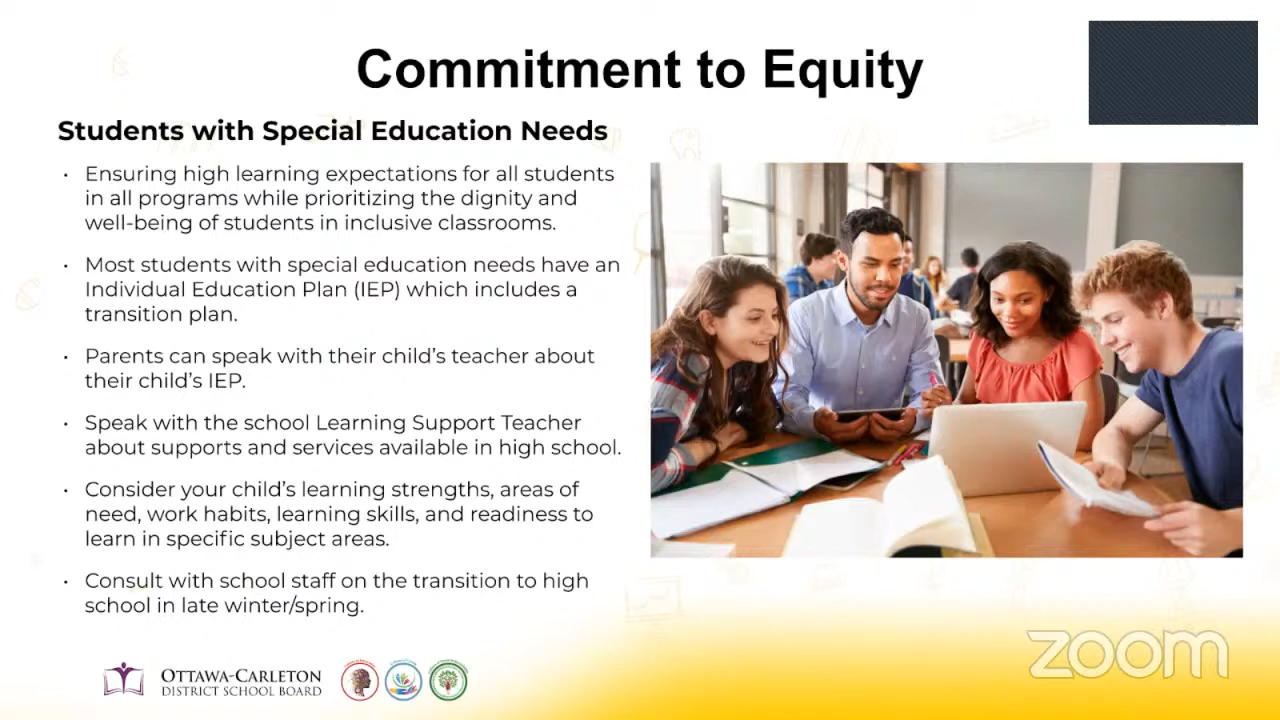 Commitment to Equity
Students with Special Education Needs
• Ensuring high learning expectations for all students
in all programs while prioritizing the dignity and
well-being of students in inclusive classrooms.
• Most students with special education needs have an
Individual Education Plan (IEP) which includes a
transition plan.
• Parents can speak with their child’s teacher about
their child’s IEP.
• Speak with the school Learning Support Teacher
about supports and services available in high school.
• Consider your child’s learning strengths, areas of
need, work habits, learning skills, and readiness to
learn in specific subject areas.
• Consult with school staff on the transition to high
school in late winter/spring.
OTTAWA-CARLETON
DISTRICT SCHOOL BOARD
zoom